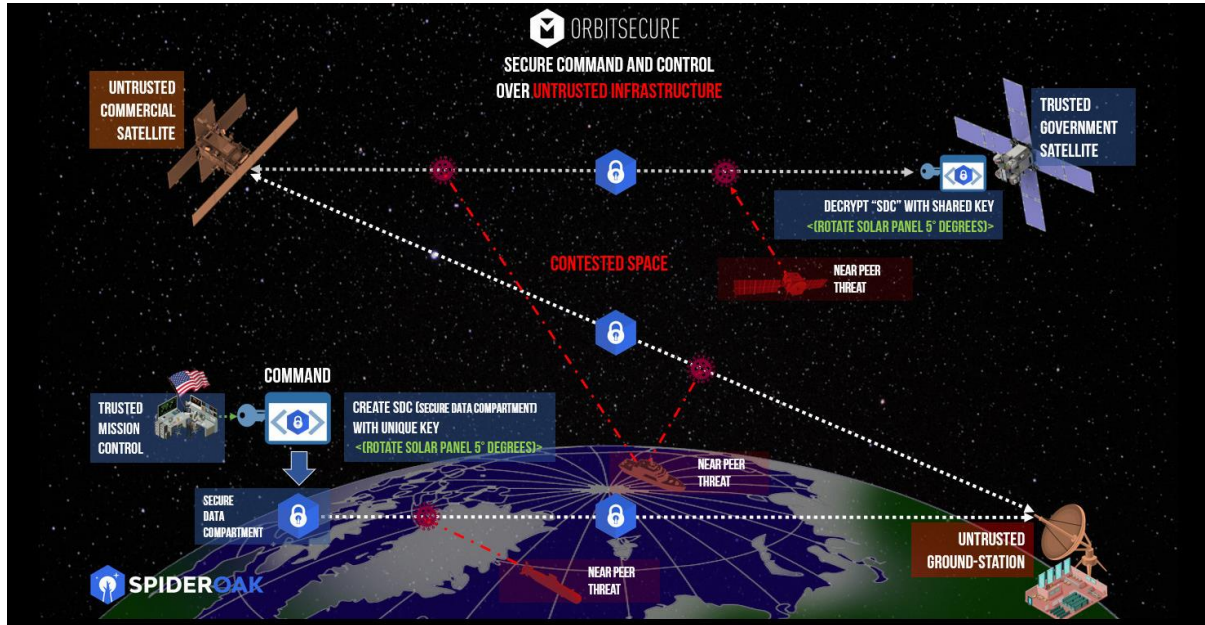 ORBITSECURE
SECURE COMMAND AND CONTROL
OVER UNTRUSTED INFRASTRUCTURE
UNTRUSTED
COMMERCIAL
SATELLITE
TRUSTED
GOVERNMENT
SATELLITE
DECRYPT “SDC” WITH SHARED KEY
<(ROTATE SOLAR PANEL 5° DEGREES)>
CONTESTED SPACE
NEAR PEER
THREAT
COMMAND
TRUSTED
MISSION
CONTROL
CREATE SDC (SECURE DATA COMPARTMENT)
WITH UNIQUE KEY
<(ROTATE SOLAR PANEL 5° DEGREES)>
NEAR PEER
THREAT
SECURE
DATA
COMPARTMENT
UNTRUSTED
GROUND-STATION
NEAR PEER
THREAT
SPIDEROAK